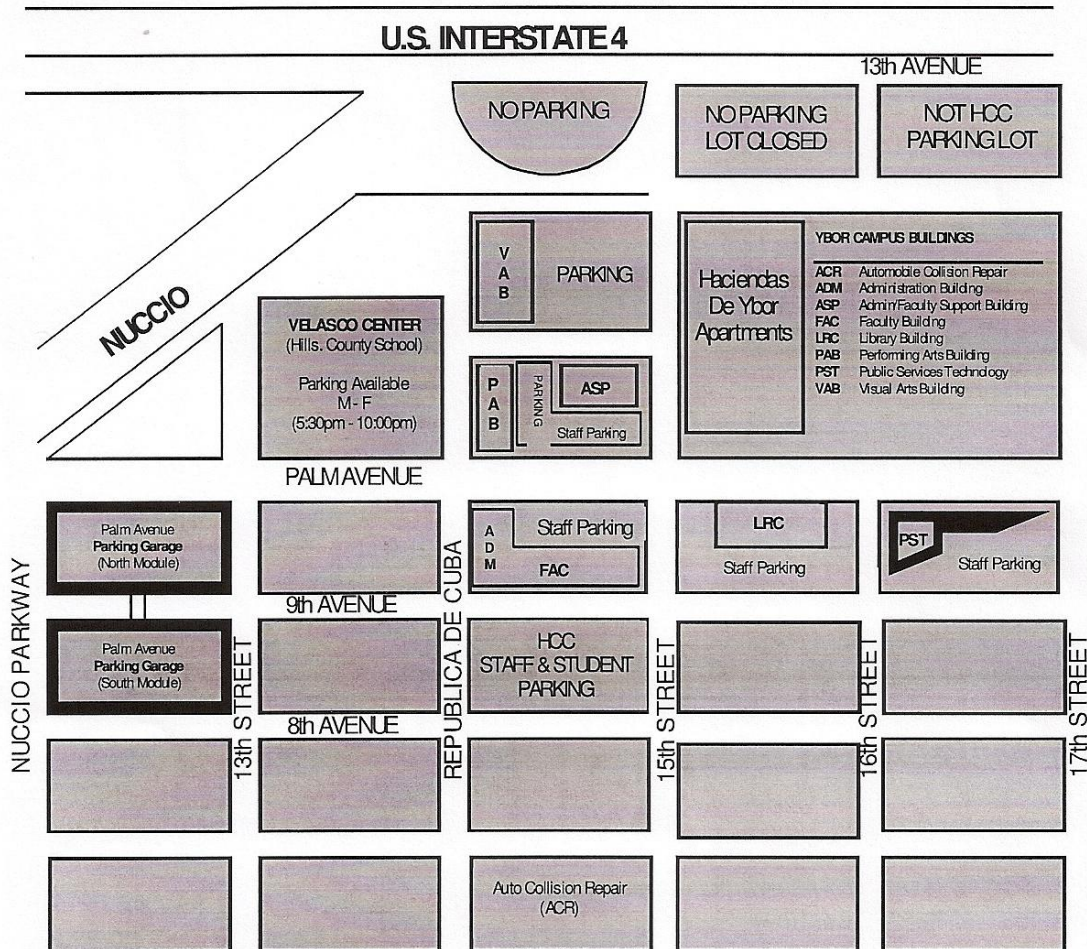 U.S. INTERSTATE 4
13th AVENUE
NO PARKING
NO PARKING
LOT CLOSED
NOT HCC
PARKING LOT
NUCCIO
VELASCO CENTER
(Hills. County School)
Parking Available
M - F
(5:30pm - 10:00pm)
VAB
PARKING
PAB
PARKING
ASP
Staff Parking
Haciendas
De Ybor
Apartments
YBOR CAMPUS BUILDINGS
ACR Automobile Collision Repair
ADM Administration Building
ASP Admin/Faculty Support Building
FAC Faculty Building
LRC Library Building
PAB Performing Arts Building
PST Public Services Technology
VAB Visual Arts Building
PALM AVENUE
Palm Avenue
Parking Garage
(North Module)
ADM
Staff Parking
FAC
LRC
Staff Parking
PST
Staff Parking
9th AVENUE
Palm Avenue
Parking Garage
(South Module)
HCC
STAFF & STUDENT
PARKING
8th AVENUE
NUCCIO PARKWAY
13th STREET
REPUBLICA DE CUBA
15th STREET
16th STREET
17th STREET
Auto Collision Repair
(ACR)